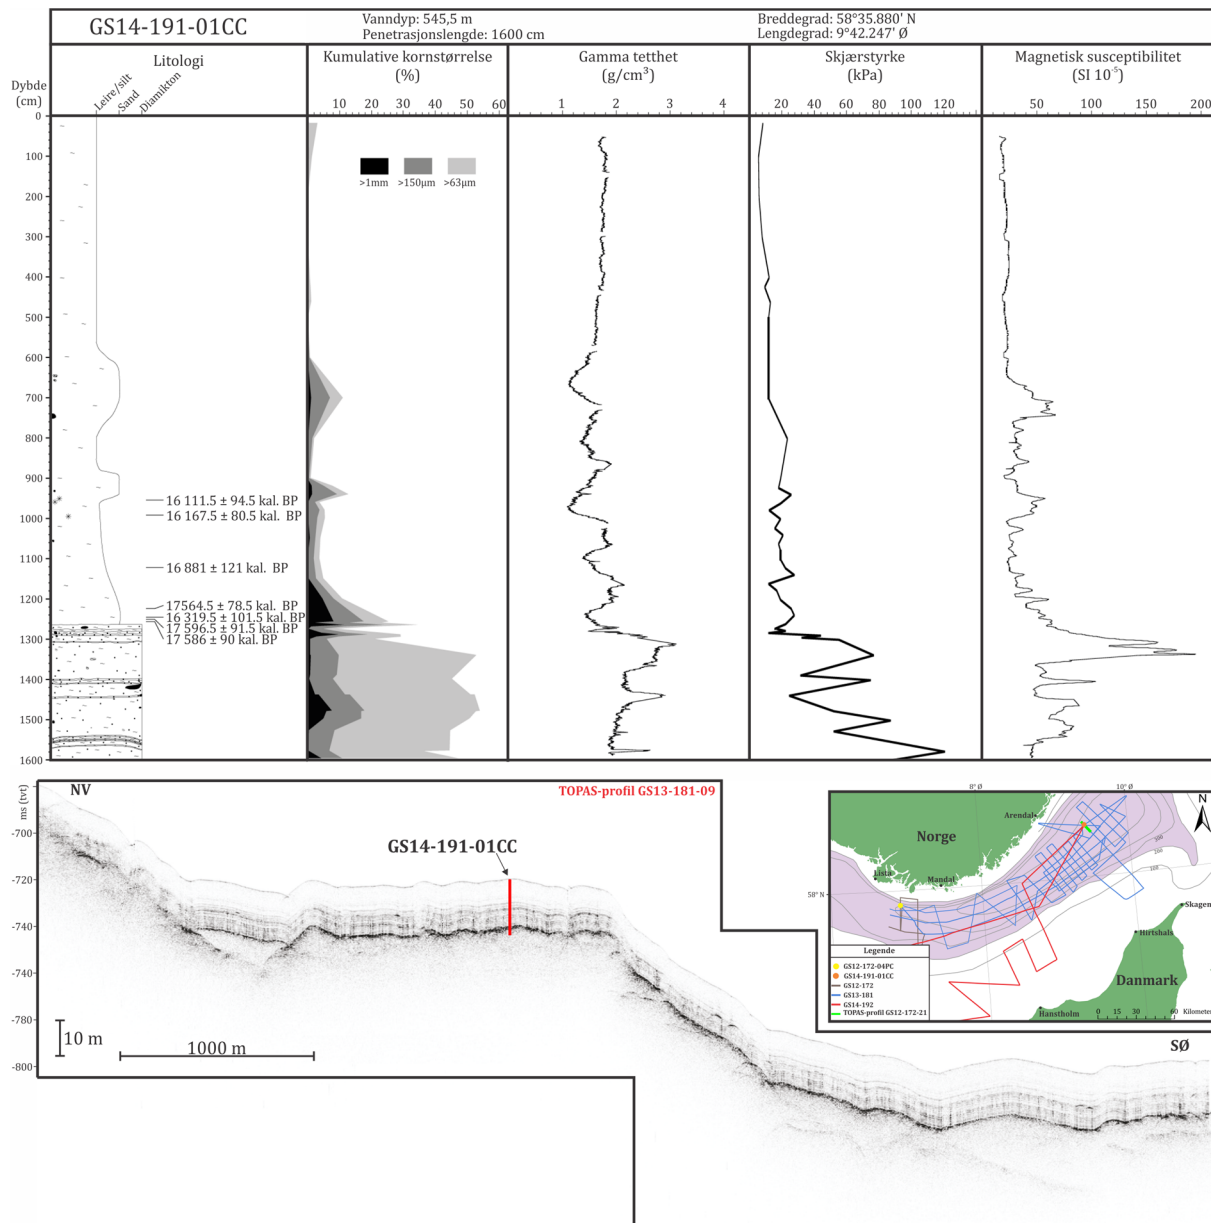 GS14-191-01CC
Vanndyp: 545,5 m
Penetrasjonslengde: 1600 cm
Breddegrad: 58°35.880' N
Lengdegrad: 9°42.247' Ø
Dybde
(cm)
Litologi
Leire/silt
Sand
Diamikton
Kumulative kornstørrelse
(%)
10 20 30 40 50 60
Gamma tetthet
(g/cm³)
1 2 3 4
Skjærstyrke
(kPa)
20 40 60 80 100 120
Magnetisk susceptibilitet
(SI 10⁻⁵)
50 100 150 200
0
100
200
300
400
500
600
700
800
900
1000
1100
1200
1300
1400
1500
1600
>1mm >150µm >63µm
16 111.5 ± 94.5 kal. BP
16 167.5 ± 80.5 kal. BP
16 881 ± 121 kal. BP
17564.5 ± 78.5 kal. BP
16 319.5 ± 101.5 kal. BP
17 596.5 ± 91.5 kal. BP
17 586 ± 90 kal. BP
ms (tvt)
NV
TOPAS-profil GS13-181-09
GS14-191-01CC
-700
-720
-740
-760
-780
-800
10 m
1000 m
SØ
8° Ø
10° Ø
58° N
N
Norge
Arendal
Lista
Mandal
300
200
100
Skagen
Hirtshals
Danmark
Hanstholm
0 15 30 60 Kilometer
Legende
GS12-172-04PC
GS14-191-01CC
GS12-172
GS13-181
GS14-192
TOPAS-profil GS12-172-21